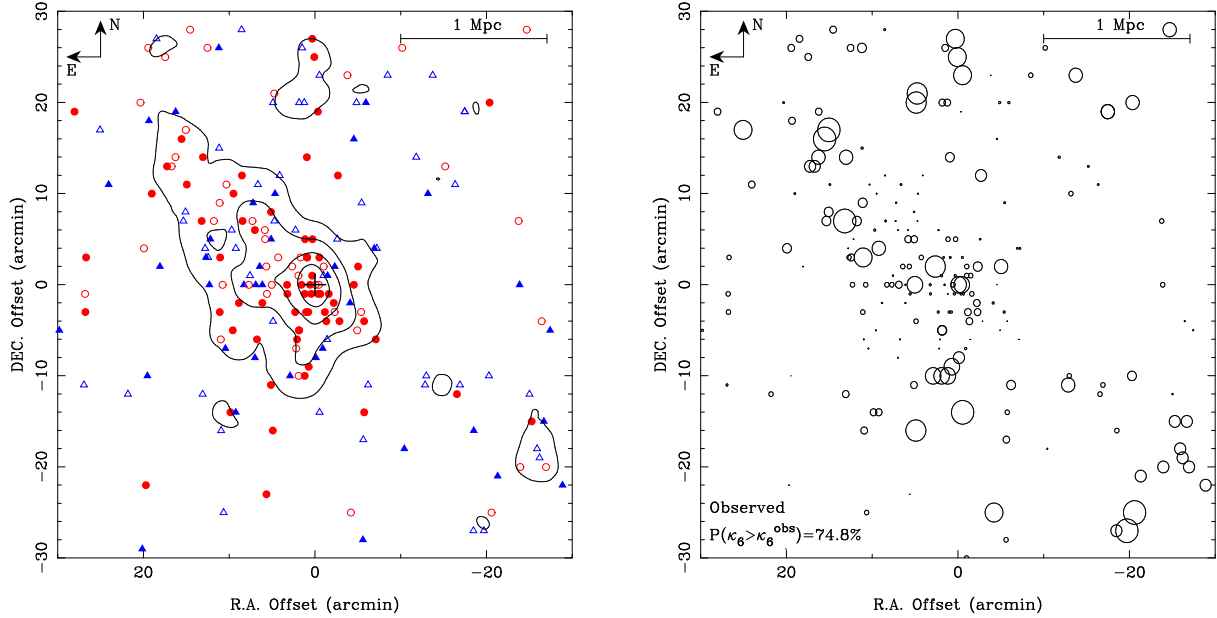 30
20
10
0
−10
−20
−30
DEC. Offset (arcmin)
N
E
1 Mpc
20
0
−20
R.A. Offset (arcmin)
30
20
10
0
−10
−20
−30
DEC. Offset (arcmin)
N
E
1 Mpc
Observed
P(κ₆>κ₆ᵒᵇˢ)=74.8%
20
0
−20
R.A. Offset (arcmin)